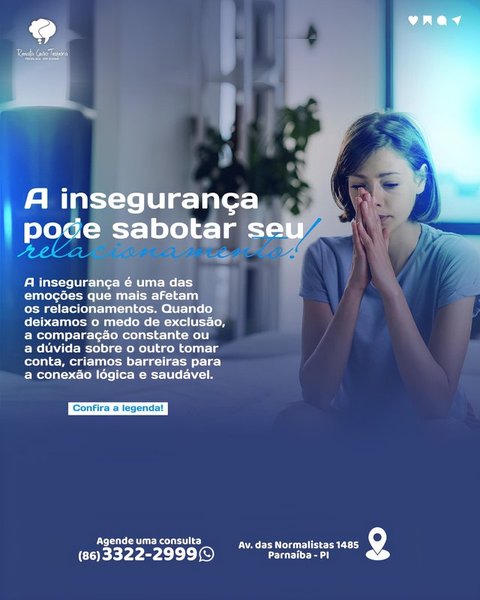 A insegurança
pode sabotar seu
relacionamento!
A insegurança é uma das
emoções que mais afetam
os relacionamentos. Quando
deixamos o medo de exclusão,
a comparação constante ou
a dúvida sobre o outro tomar
conta, criamos barreiras para
a conexão lógica e saudável.
Confira a legenda!
Agende uma consulta
(86) 3322-2999
Av. das Normalistas 1485
Parnaíba - PI